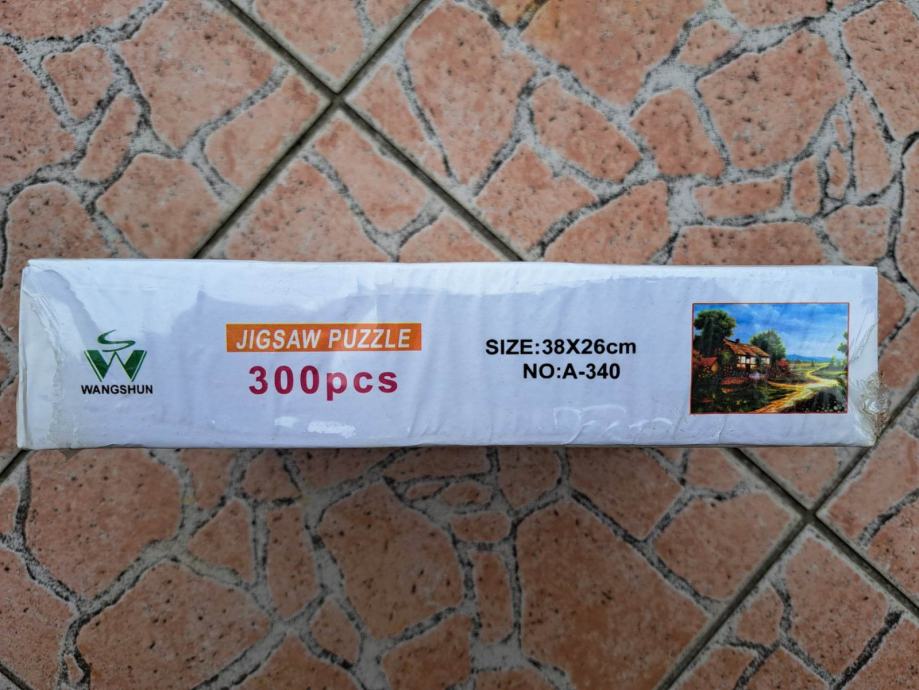 WANGSHUN
JIGSAW PUZZLE
300pcs
SIZE:38X26cm
NO:A-340